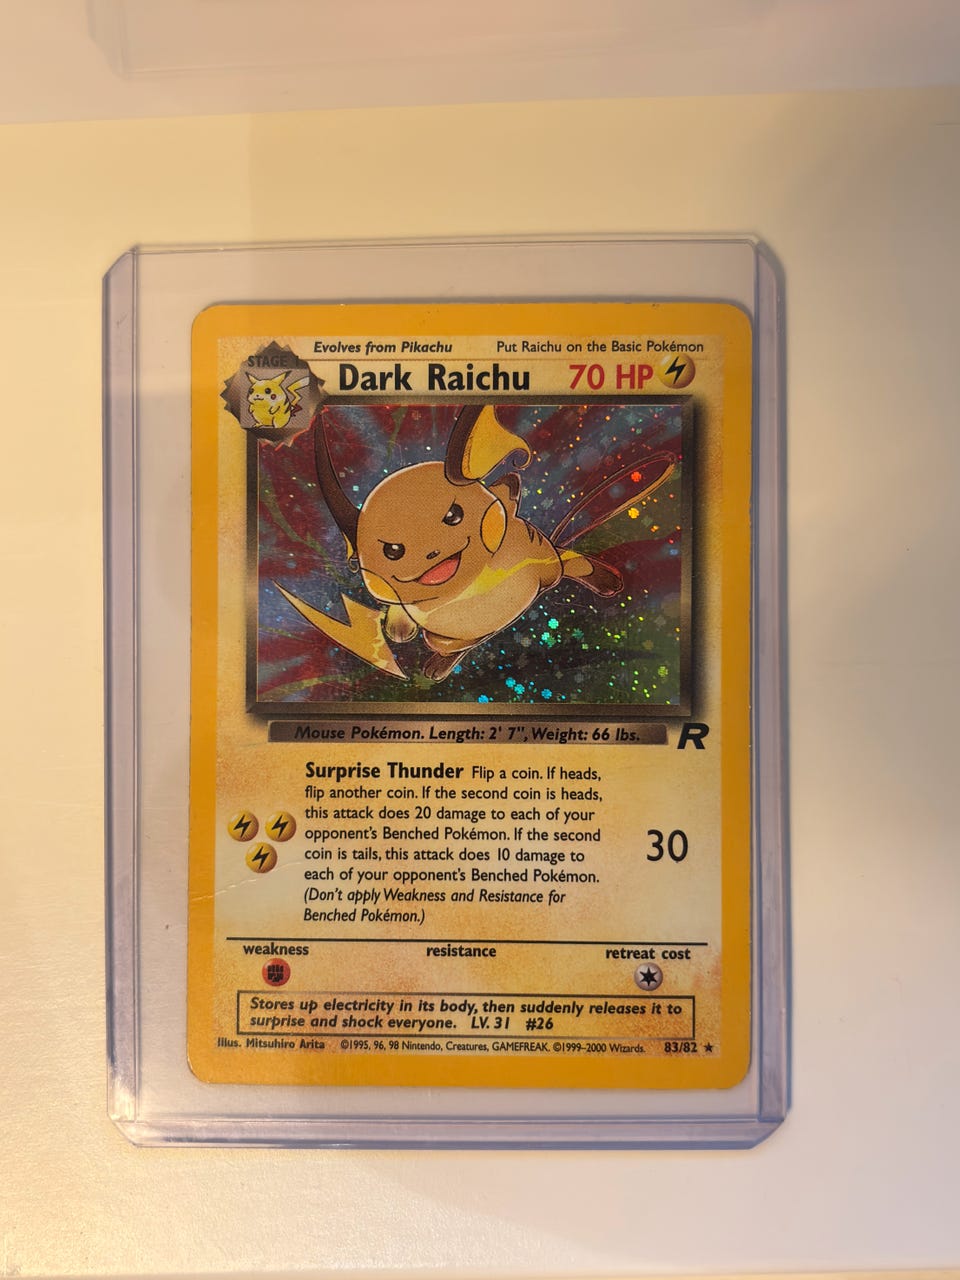 Evolves from Pikachu Put Raichu on the Basic Pokémon
STAGE 1
Dark Raichu 70 HP
Mouse Pokémon. Length: 2' 7", Weight: 66 lbs.
R
Surprise Thunder Flip a coin. If heads,
flip another coin. If the second coin is heads,
this attack does 20 damage to each of your
opponent's Benched Pokémon. If the second
coin is tails, this attack does 10 damage to
each of your opponent's Benched Pokémon.
(Don't apply Weakness and Resistance for
Benched Pokémon.)
30
weakness resistance retreat cost
Stores up electricity in its body, then suddenly releases it to
surprise and shock everyone. LV. 31 #26
Illus. Mitsuhiro Arita ©1995, 96, 98 Nintendo, Creatures, GAMEFREAK. ©1999-2000 Wizards. 83/82 ★